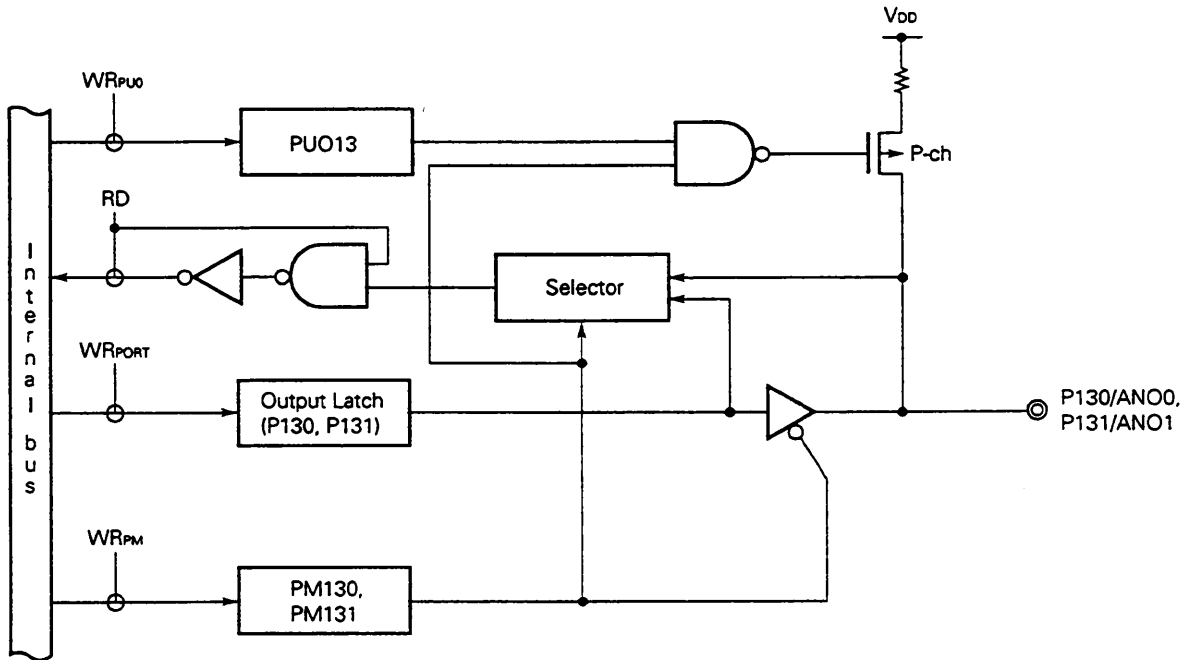 VDD
WRPUO
PUO13
P-ch
RD
Selector
Internal bus
WRPORT
Output Latch
(P130, P131)
P130/ANO0,
P131/ANO1
WRPM
PM130,
PM131